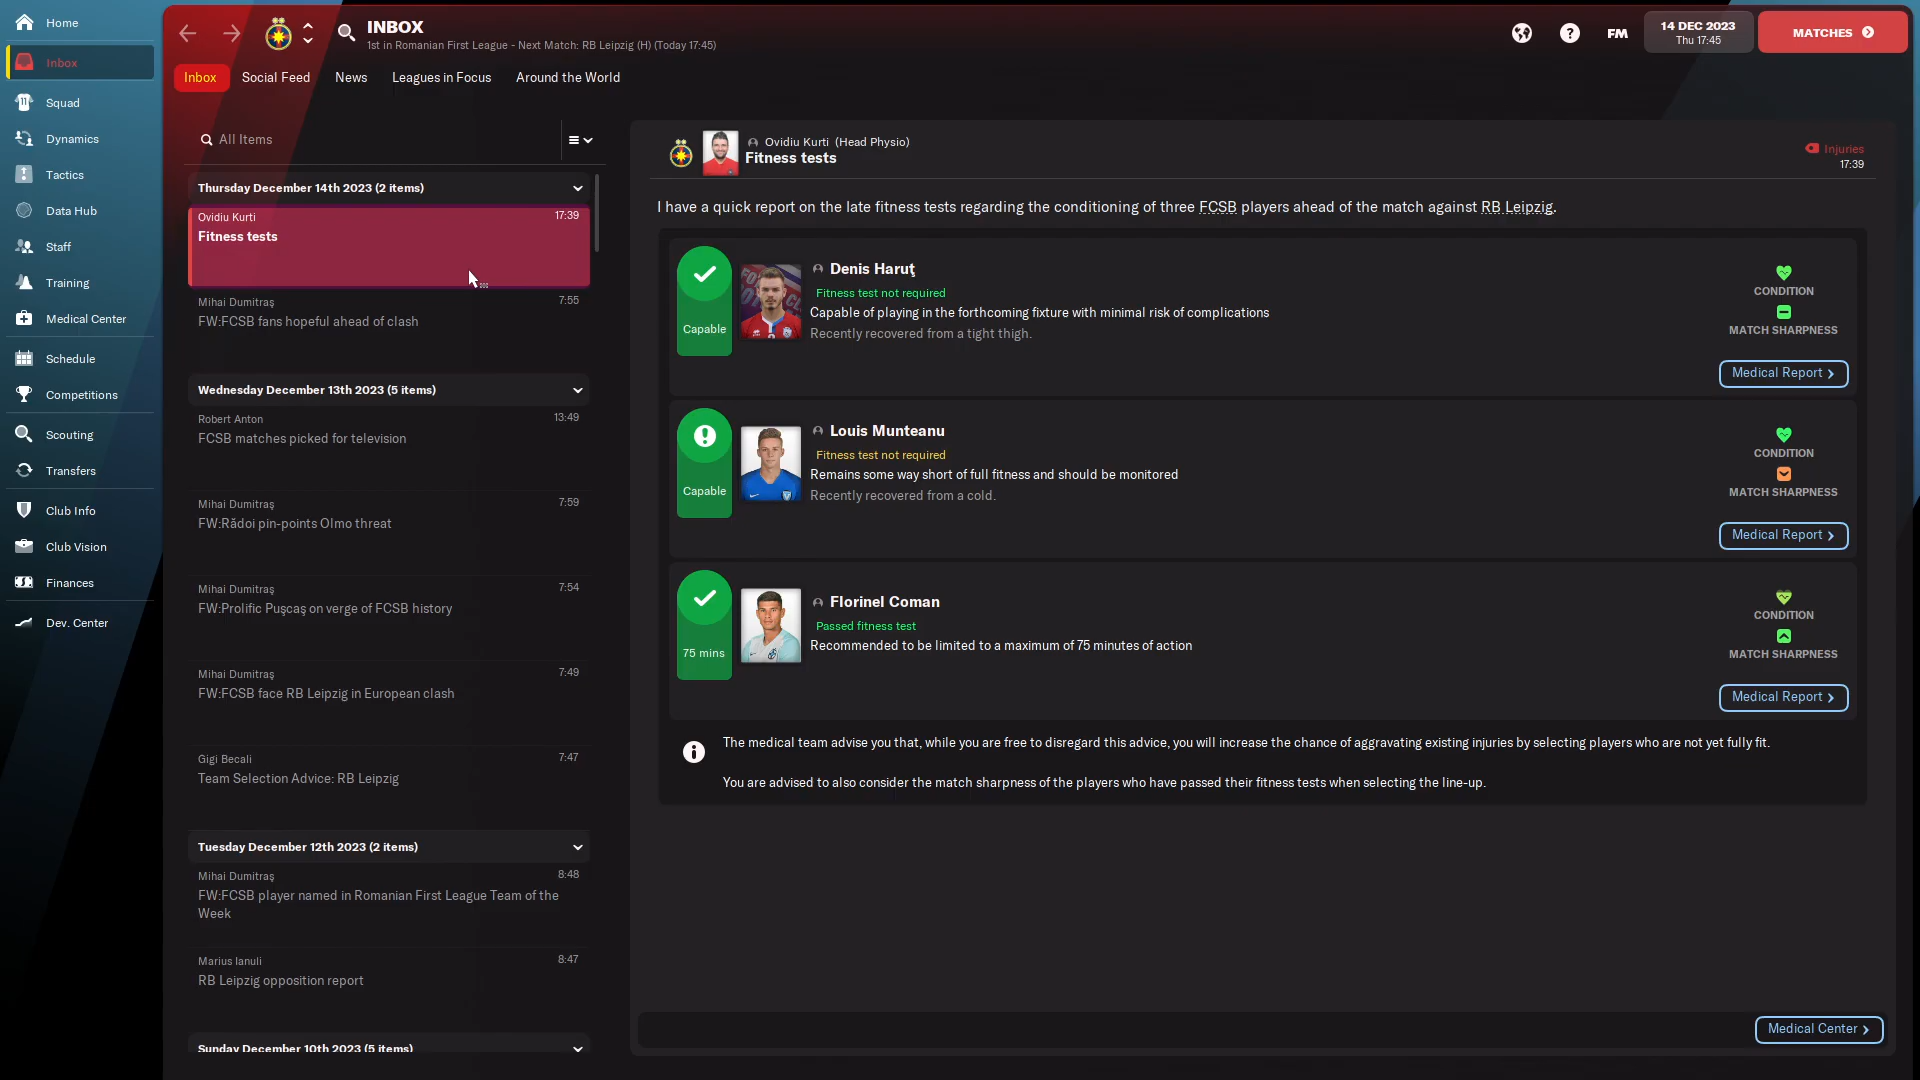 Home
Inbox
Squad
Dynamics
Tactics
Data Hub
Staff
Training
Medical Center
Schedule
Competitions
Scouting
Transfers
Club Info
Club Vision
Finances
Dev. Center
INBOX
1st in Romanian First League - Next Match: RB Leipzig (H) (Today 17:45)
FM
14 DEC 2023
Thu 17:45
MATCHES
Inbox Social Feed News Leagues in Focus Around the World
All Items
Thursday December 14th 2023 (2 items)
Ovidiu Kurti 17:39
Fitness tests
Mihai Dumitraş 7:55
FW:FCSB fans hopeful ahead of clash
Wednesday December 13th 2023 (5 items)
Robert Anton 13:49
FCSB matches picked for television
Mihai Dumitraş 7:59
FW:Rădoi pin-points Olmo threat
Mihai Dumitraş 7:54
FW:Prolific Puşcaş on verge of FCSB history
Mihai Dumitraş 7:49
FW:FCSB face RB Leipzig in European clash
Gigi Becali 7:47
Team Selection Advice: RB Leipzig
Tuesday December 12th 2023 (2 items)
Mihai Dumitraş 8:48
FW:FCSB player named in Romanian First League Team of the
Week
Marius Ianuli 8:47
RB Leipzig opposition report
Sunday December 10th 2023 (5 items)
Ovidiu Kurti (Head Physio)
Fitness tests
Injuries
17:39
I have a quick report on the late fitness tests regarding the conditioning of three FCSB players ahead of the match against RB Leipzig.
Capable
Denis Haruţ
Fitness test not required
Capable of playing in the forthcoming fixture with minimal risk of complications
Recently recovered from a tight thigh.
CONDITION
MATCH SHARPNESS
Medical Report
Capable
Louis Munteanu
Fitness test not required
Remains some way short of full fitness and should be monitored
Recently recovered from a cold.
CONDITION
MATCH SHARPNESS
Medical Report
75 mins
Florinel Coman
Passed fitness test
Recommended to be limited to a maximum of 75 minutes of action
CONDITION
MATCH SHARPNESS
Medical Report
The medical team advise you that, while you are free to disregard this advice, you will increase the chance of aggravating existing injuries by selecting players who are not yet fully fit.
You are advised to also consider the match sharpness of the players who have passed their fitness tests when selecting the line-up.
Medical Center